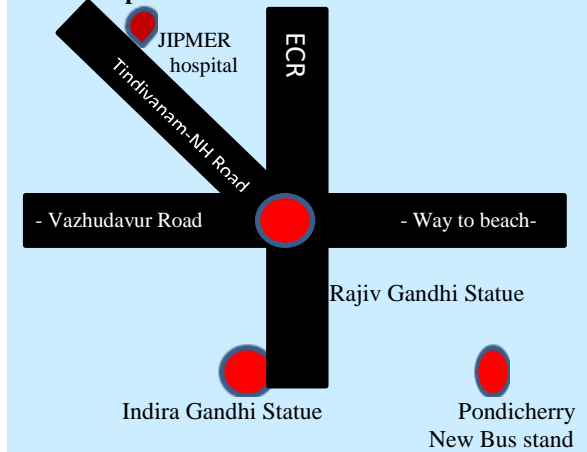 JIPMER
hospital
ECR
Tindivanam-NH Road
- Vazhudavur Road
- Way to beach-
Rajiv Gandhi Statue
Indira Gandhi Statue
Pondicherry
New Bus stand